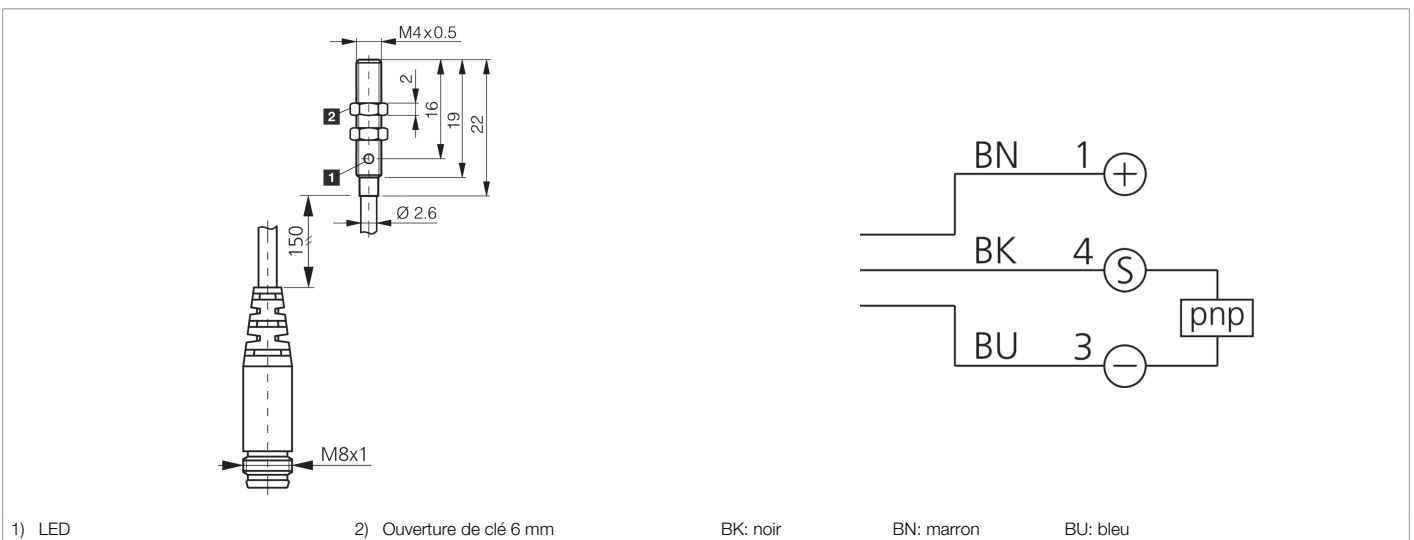 M4x0.5
2
16
19
22
2
1
Ø 2.6
150
M8x1
BN 1 +
BK 4 S
pnp
BU 3 −
1) LED 2) Ouverture de clé 6 mm BK: noir BN: marron BU: bleu